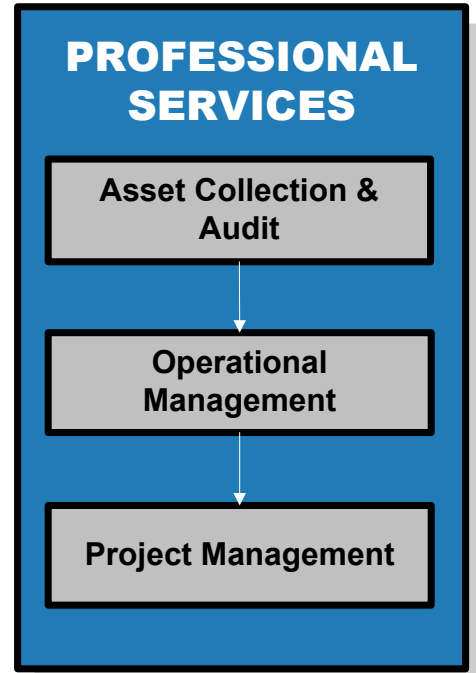 PROFESSIONAL
SERVICES
Asset Collection &
Audit
Operational
Management
Project Management